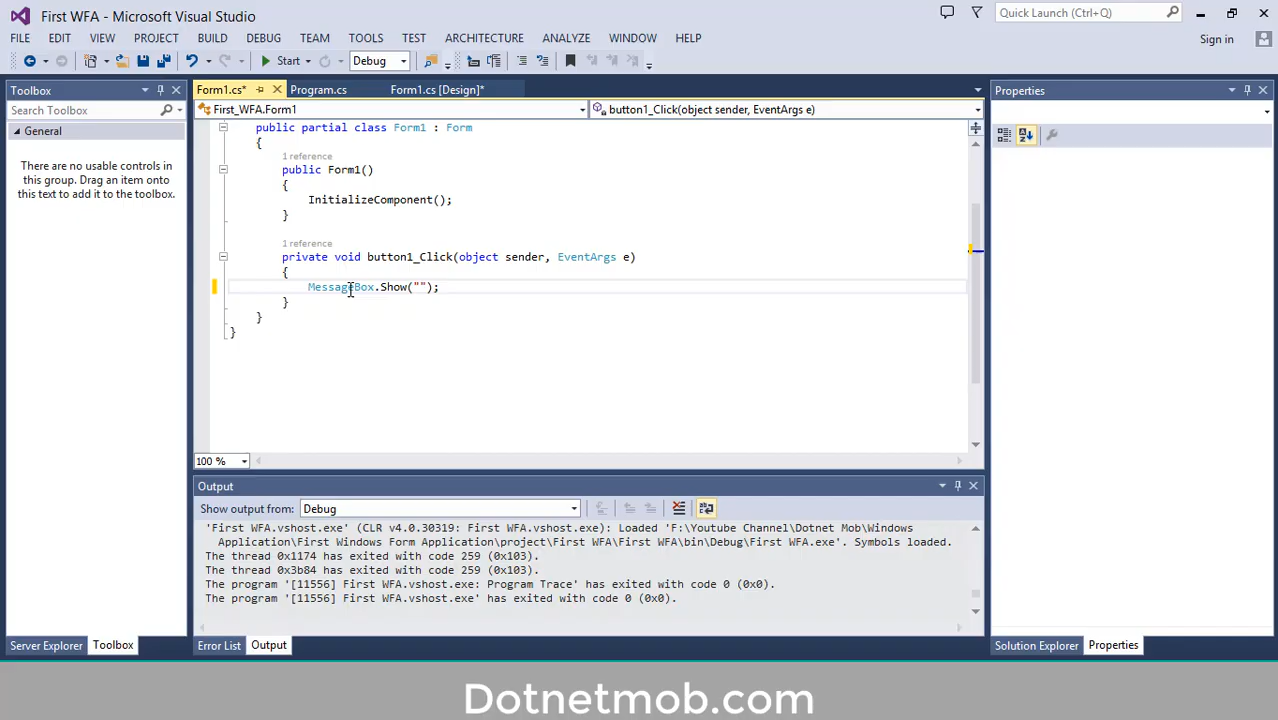 First WFA - Microsoft Visual Studio
Quick Launch (Ctrl+Q)
FILE EDIT VIEW PROJECT BUILD DEBUG TEAM TOOLS TEST ARCHITECTURE ANALYZE WINDOW HELP
Sign in
Start Debug
Toolbox
Search Toolbox
General
There are no usable controls in
this group. Drag an item onto
this text to add it to the toolbox.
Server Explorer Toolbox
Form1.cs* Program.cs Form1.cs [Design]*
First_WFA.Form1 button1_Click(object sender, EventArgs e)
public partial class Form1 : Form
{
1 reference
public Form1()
{
InitializeComponent();
}
1 reference
private void button1_Click(object sender, EventArgs e)
{
MessageBox.Show("");
}
}
}
100 %
Output
Show output from: Debug
'First WFA.vshost.exe' (CLR v4.0.30319: First WFA.vshost.exe): Loaded 'F:\Youtube Channel\Dotnet Mob\Windows
Application\First Windows Form Application\project\First WFA\First WFA\bin\Debug\First WFA.exe'. Symbols loaded.
The thread 0x1174 has exited with code 259 (0x103).
The thread 0x3b84 has exited with code 259 (0x103).
The program '[11556] First WFA.vshost.exe: Program Trace' has exited with code 0 (0x0).
The program '[11556] First WFA.vshost.exe' has exited with code 0 (0x0).
Error List Output
Properties
Solution Explorer Properties
Dotnetmob.com